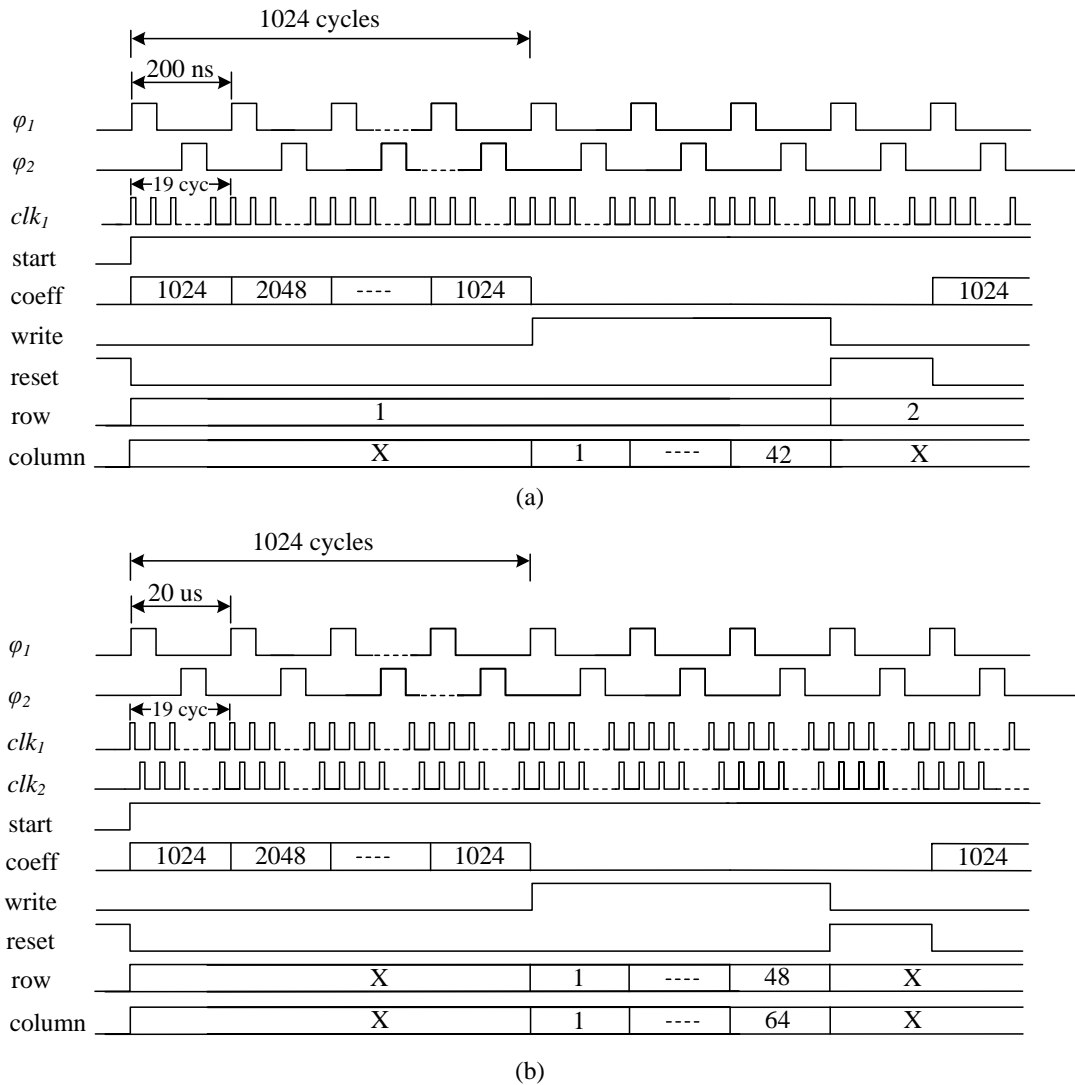 1024 cycles
200 ns
φ1
φ2
19 cyc
clk1
start
coeff 1024 2048 ---- 1024 1024
write
reset
row 1 2
column X 1 ---- 42 X
(a)
1024 cycles
20 us
φ1
φ2
19 cyc
clk1
clk2
start
coeff 1024 2048 ---- 1024 1024
write
reset
row X 1 ---- 48 X
column X 1 ---- 64 X
(b)